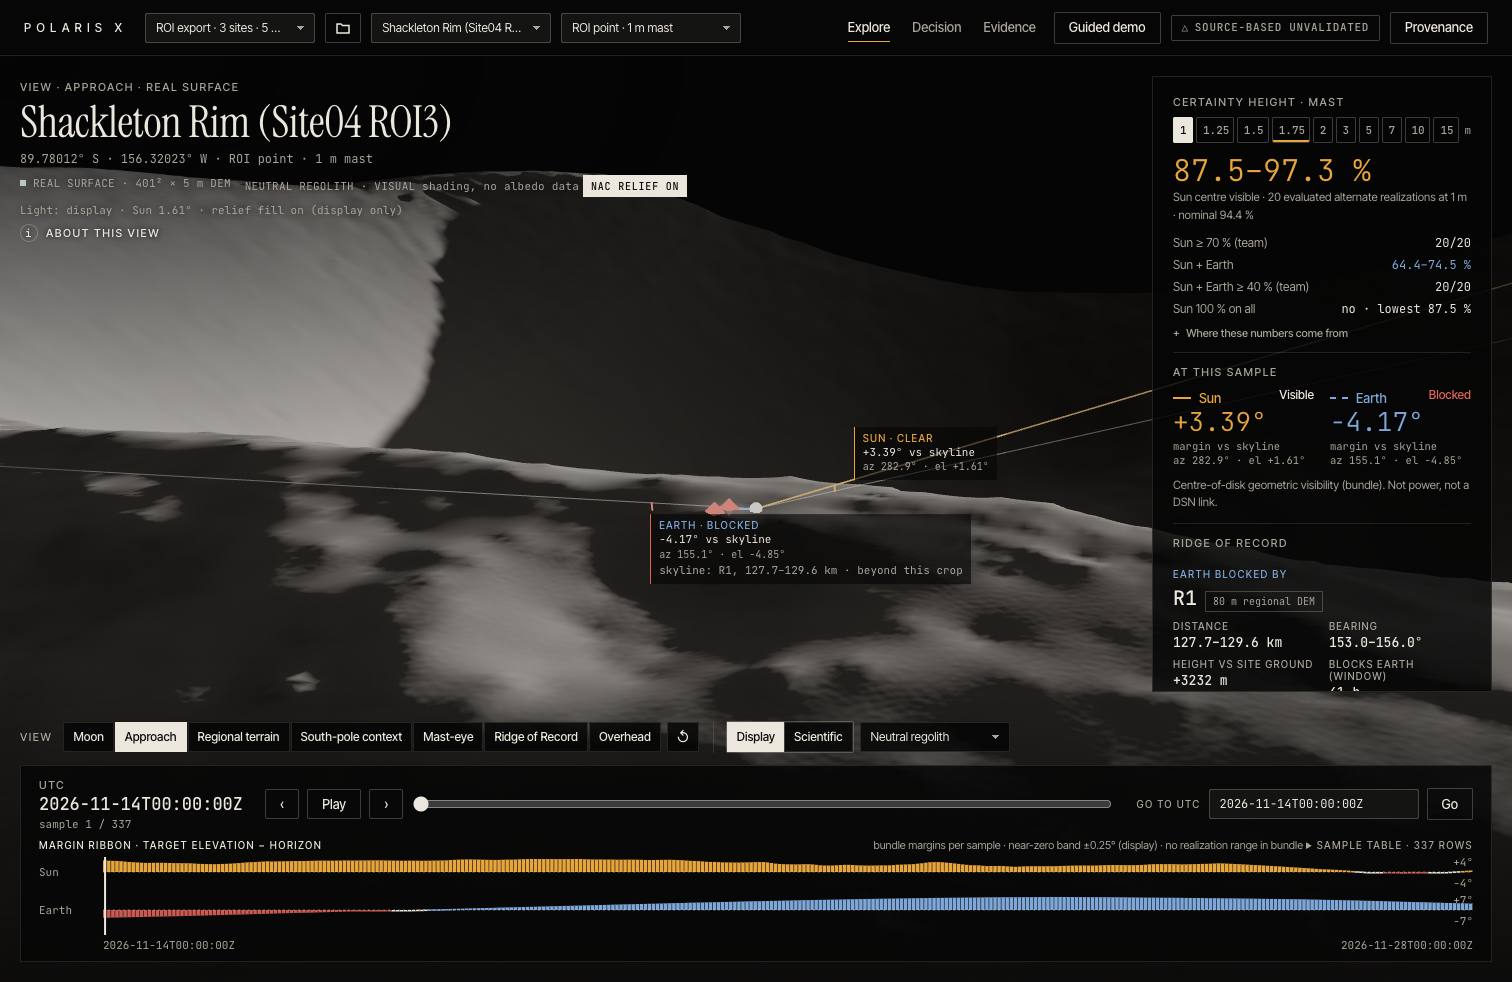 POLARIS X
ROI export · 3 sites · 5 ...
Shackleton Rim (Site04 R...
ROI point · 1 m mast
Explore
Decision
Evidence
Guided demo
△ SOURCE-BASED UNVALIDATED
Provenance
VIEW · APPROACH · REAL SURFACE
Shackleton Rim (Site04 ROI3)
89.78012° S · 156.32023° W · ROI point · 1 m mast
REAL SURFACE · 401² × 5 m DEM
NEUTRAL REGOLITH · VISUAL shading, no albedo data
NAC RELIEF ON
Light: display · Sun 1.61° · relief fill on (display only)
i ABOUT THIS VIEW
CERTAINTY HEIGHT · MAST
1 1.25 1.5 1.75 2 3 5 7 10 15 m
87.5–97.3 %
Sun centre visible · 20 evaluated alternate realizations at 1 m
· nominal 94.4 %
Sun ≥ 70 % (team) 20/20
Sun + Earth 64.4–74.5 %
Sun + Earth ≥ 40 % (team) 20/20
Sun 100 % on all no · lowest 87.5 %
+ Where these numbers come from
AT THIS SAMPLE
Sun Visible
+3.39°
margin vs skyline
az 282.9° · el +1.61°
Earth Blocked
-4.17°
margin vs skyline
az 155.1° · el -4.85°
Centre-of-disk geometric visibility (bundle). Not power, not a
DSN link.
RIDGE OF RECORD
EARTH BLOCKED BY
R1 80 m regional DEM
DISTANCE
127.7–129.6 km
BEARING
153.0–156.0°
HEIGHT VS SITE GROUND
+3232 m
BLOCKS EARTH
(WINDOW)
SUN · CLEAR
+3.39° vs skyline
az 282.9° · el +1.61°
EARTH · BLOCKED
-4.17° vs skyline
az 155.1° · el -4.85°
skyline: R1, 127.7–129.6 km · beyond this crop
VIEW
Moon
Approach
Regional terrain
South-pole context
Mast-eye
Ridge of Record
Overhead
Display
Scientific
Neutral regolith
UTC
2026-11-14T00:00:00Z
sample 1 / 337
‹
Play
›
GO TO UTC
2026-11-14T00:00:00Z
Go
MARGIN RIBBON · TARGET ELEVATION − HORIZON
bundle margins per sample · near-zero band ±0.25° (display) · no realization range in bundle
▶ SAMPLE TABLE · 337 ROWS
Sun
+4°
-4°
Earth
+7°
-7°
2026-11-14T00:00:00Z
2026-11-28T00:00:00Z